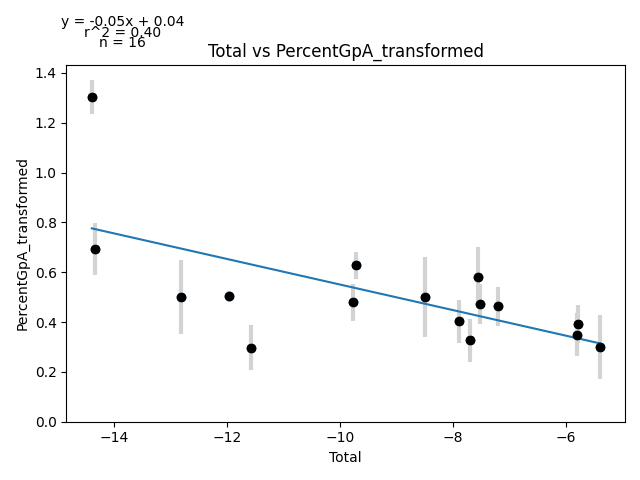 y = -0.05x + 0.04
r^2 = 0.40
n = 16
Total vs PercentGpA_transformed
PercentGpA_transformed
1.4
1.2
1.0
0.8
0.6
0.4
0.2
0.0
−14
−12
−10
−8
−6
Total